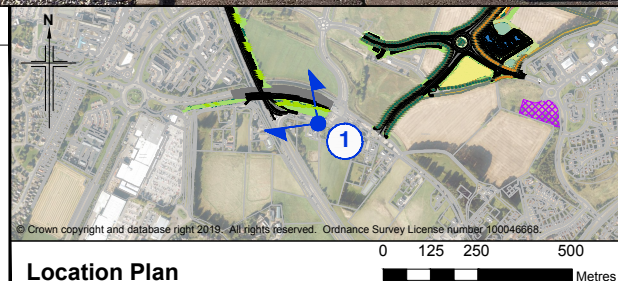 N
1
© Crown copyright and database right 2019. All rights reserved. Ordnance Survey License number 100046668.
Location Plan
0 125 250 500
Metres